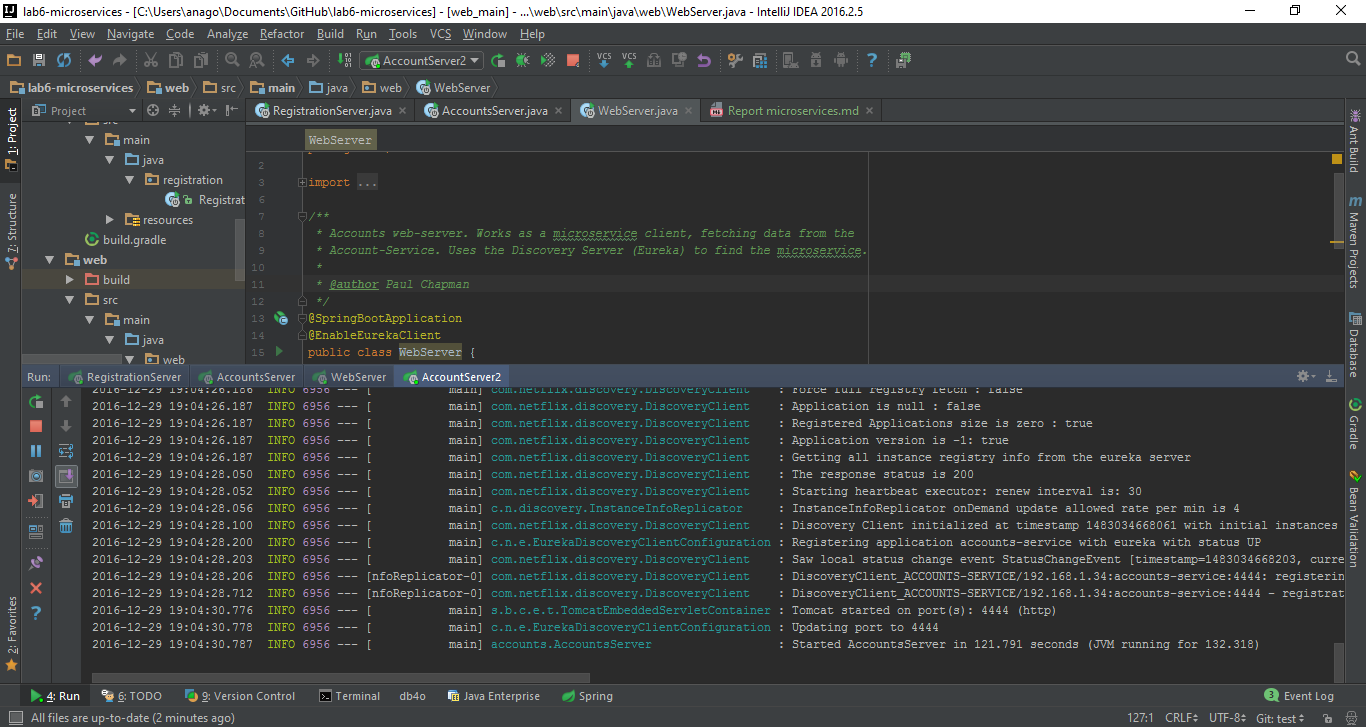 lab6-microservices - [C:\Users\anago\Documents\GitHub\lab6-microservices] - [web_main] - ...\web\src\main\java\web\WebServer.java - IntelliJ IDEA 2016.2.5
File Edit View Navigate Code Analyze Refactor Build Run Tools VCS Window Help
AccountServer2
lab6-microservices web src main java web WebServer
Project RegistrationServer.java AccountsServer.java WebServer.java Report microservices.md
1: Project
7: Structure
2: Favorites
src
main
java
registration
Registrat
resources
build.gradle
web
build
src
main
java
web
WebServer
2
3 import ...
6
7 /**
8 * Accounts web-server. Works as a microservice client, fetching data from the
9 * Account-Service. Uses the Discovery Server (Eureka) to find the microservice.
10 *
11 * @author Paul Chapman
12 */
13 @SpringBootApplication
14 @EnableEurekaClient
15 public class WebServer {
Ant Build
Maven Projects
Database
Gradle
Bean Validation
Run: RegistrationServer AccountsServer WebServer AccountServer2
2016-12-29 19:04:26.186 INFO 6956 --- [ main] com.netflix.discovery.DiscoveryClient : Force full registry fetch : false
2016-12-29 19:04:26.187 INFO 6956 --- [ main] com.netflix.discovery.DiscoveryClient : Application is null : false
2016-12-29 19:04:26.187 INFO 6956 --- [ main] com.netflix.discovery.DiscoveryClient : Registered Applications size is zero : true
2016-12-29 19:04:26.187 INFO 6956 --- [ main] com.netflix.discovery.DiscoveryClient : Application version is -1: true
2016-12-29 19:04:26.187 INFO 6956 --- [ main] com.netflix.discovery.DiscoveryClient : Getting all instance registry info from the eureka server
2016-12-29 19:04:28.050 INFO 6956 --- [ main] com.netflix.discovery.DiscoveryClient : The response status is 200
2016-12-29 19:04:28.052 INFO 6956 --- [ main] com.netflix.discovery.DiscoveryClient : Starting heartbeat executor: renew interval is: 30
2016-12-29 19:04:28.056 INFO 6956 --- [ main] c.n.discovery.InstanceInfoReplicator : InstanceInfoReplicator onDemand update allowed rate per min is 4
2016-12-29 19:04:28.100 INFO 6956 --- [ main] com.netflix.discovery.DiscoveryClient : Discovery Client initialized at timestamp 1483034668061 with initial instances
2016-12-29 19:04:28.200 INFO 6956 --- [ main] c.n.e.EurekaDiscoveryClientConfiguration : Registering application accounts-service with eureka with status UP
2016-12-29 19:04:28.203 INFO 6956 --- [ main] com.netflix.discovery.DiscoveryClient : Saw local status change event StatusChangeEvent [timestamp=1483034668203, curre
2016-12-29 19:04:28.206 INFO 6956 --- [nfoReplicator-0] com.netflix.discovery.DiscoveryClient : DiscoveryClient_ACCOUNTS-SERVICE/192.168.1.34:accounts-service:4444: registerin
2016-12-29 19:04:28.712 INFO 6956 --- [nfoReplicator-0] com.netflix.discovery.DiscoveryClient : DiscoveryClient_ACCOUNTS-SERVICE/192.168.1.34:accounts-service:4444 - registrat
2016-12-29 19:04:30.776 INFO 6956 --- [ main] s.b.c.e.t.TomcatEmbeddedServletContainer : Tomcat started on port(s): 4444 (http)
2016-12-29 19:04:30.778 INFO 6956 --- [ main] c.n.e.EurekaDiscoveryClientConfiguration : Updating port to 4444
2016-12-29 19:04:30.787 INFO 6956 --- [ main] accounts.AccountsServer : Started AccountsServer in 121.791 seconds (JVM running for 132.318)
4: Run 6: TODO 9: Version Control Terminal db4o Java Enterprise Spring 3 Event Log
All files are up-to-date (2 minutes ago) 127:1 CRLF UTF-8 Git: test